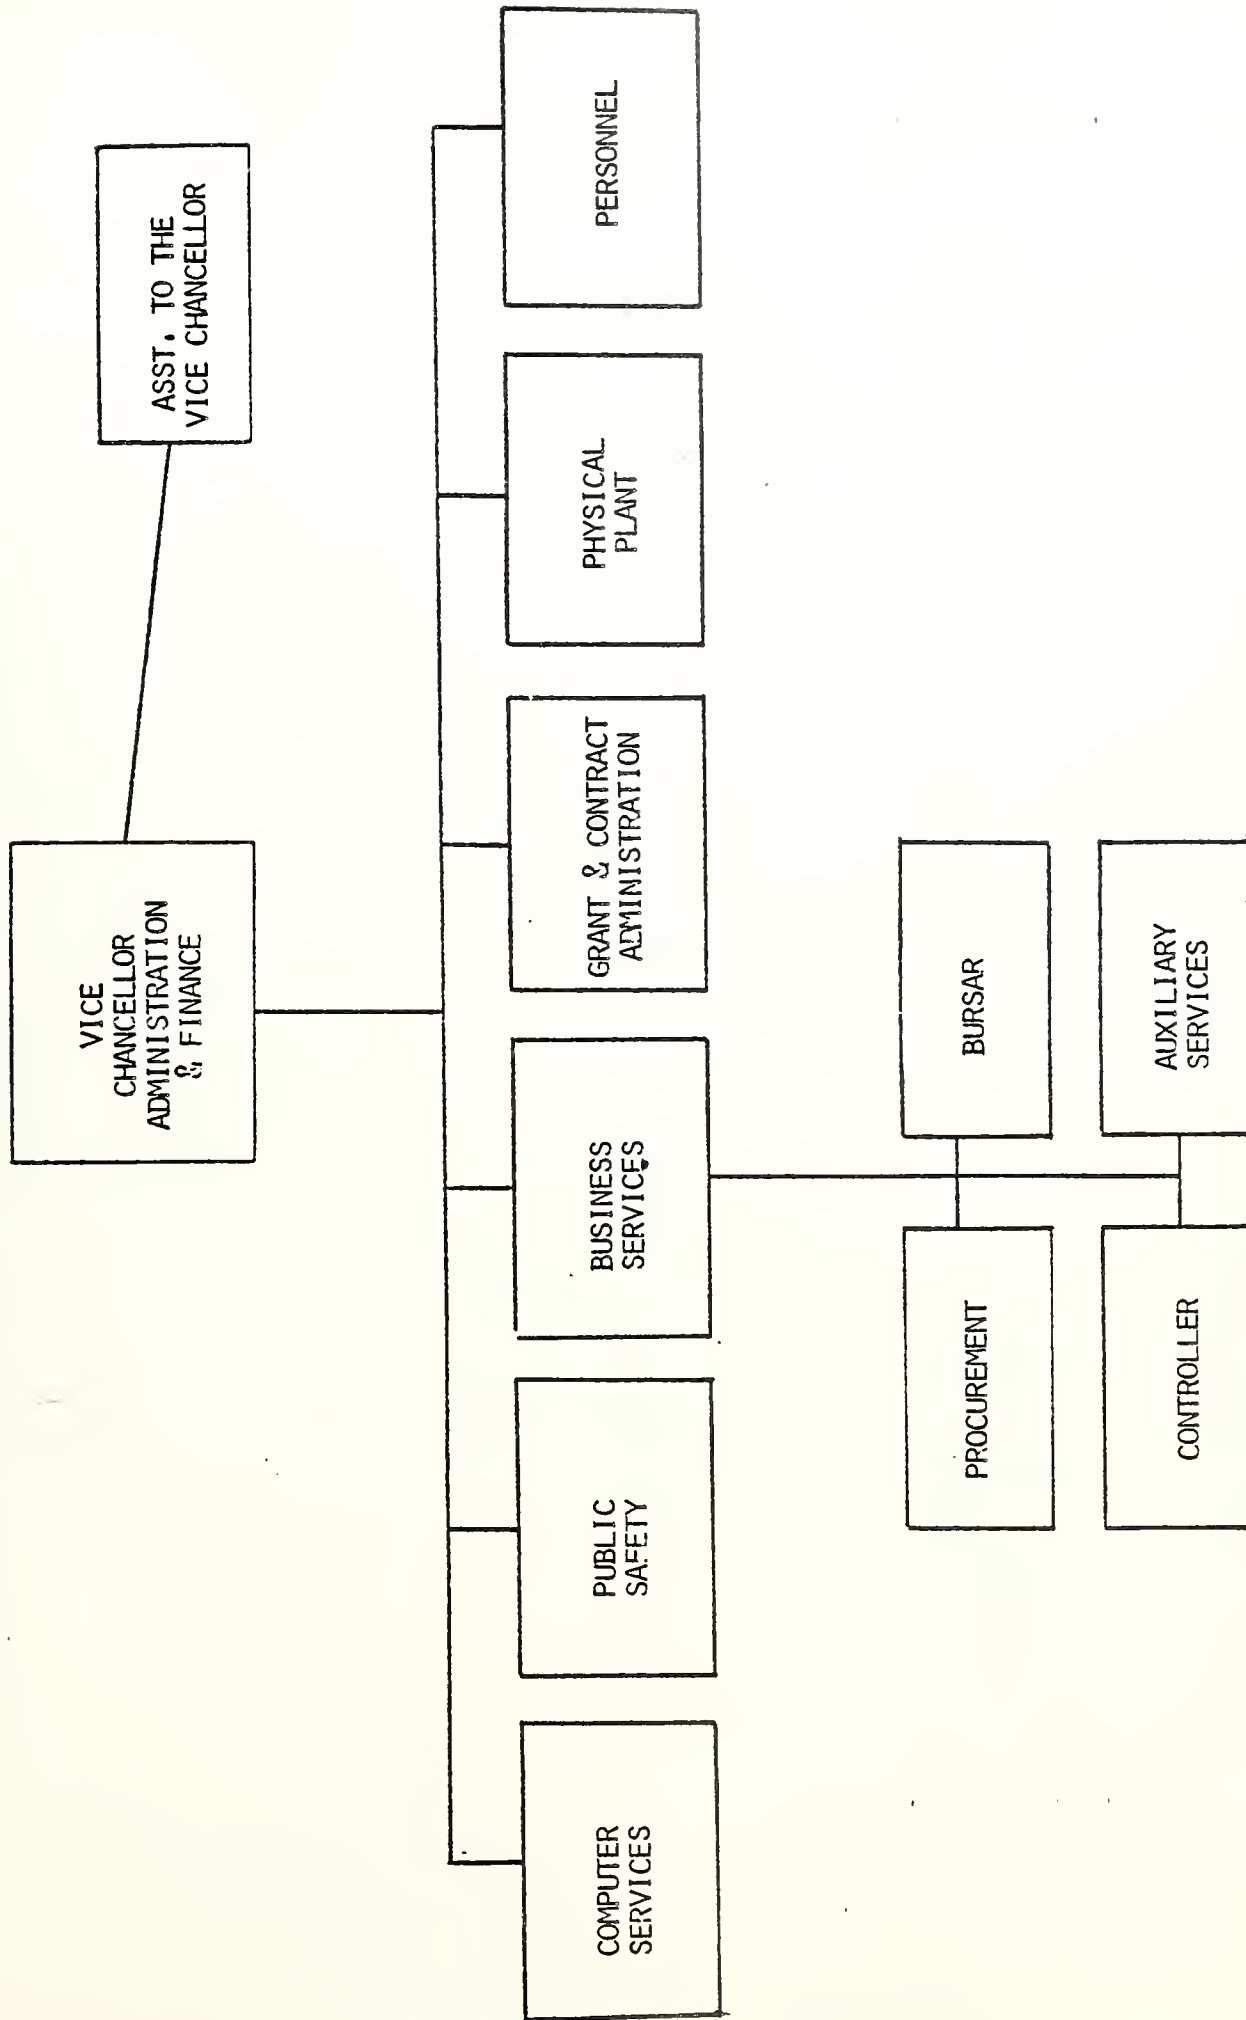 VICE
CHANCELLOR
ADMINISTRATION
& FINANCE
ASST. TO THE
VICE CHANCELLOR
COMPUTER
SERVICES
PUBLIC
SAFETY
BUSINESS
SERVICES
GRANT & CONTRACT
ADMINISTRATION
PHYSICAL
PLANT
PERSONNEL
PROCUREMENT
BURSAR
CONTROLLER
AUXILIARY
SERVICES